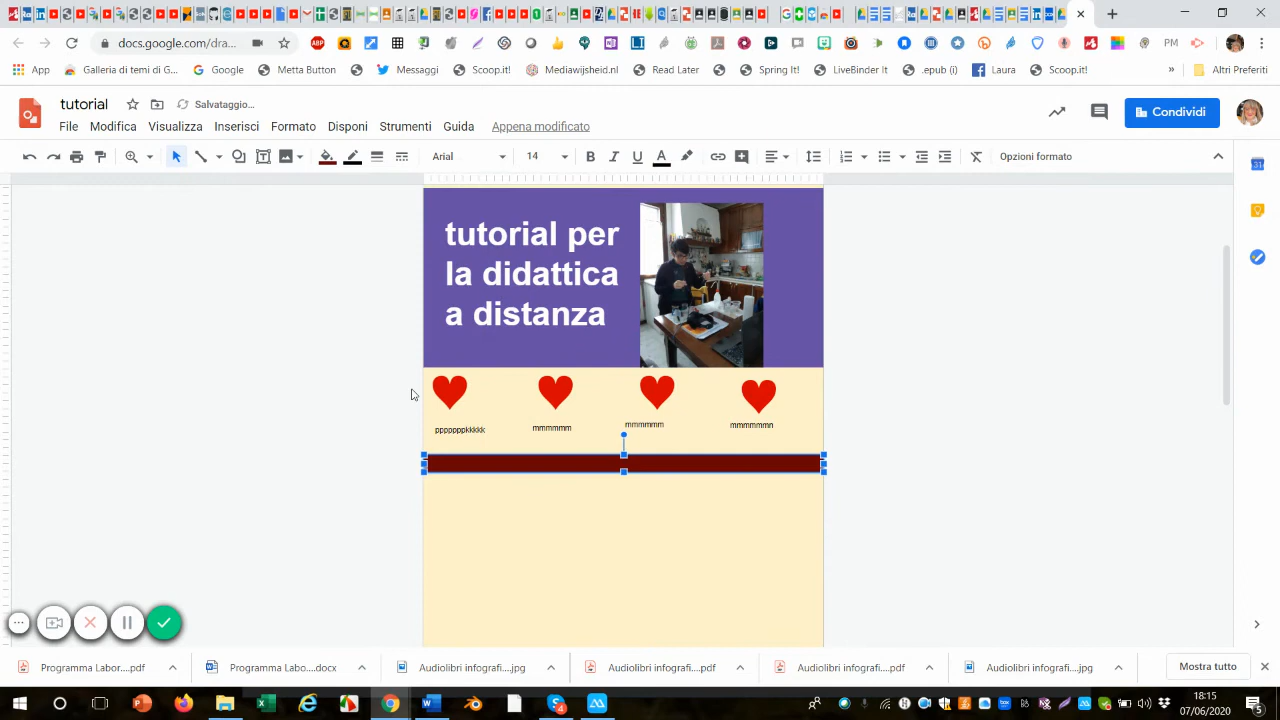 docs.google.com/dra...
PM
App
Galleria di temi di G...
Google
Metta Button
Messaggi
Scoop.it!
Mediawijsheid.nl
Read Later
Spring It!
LiveBinder It
.epub (i)
Laura
Scoop.it!
»
Altri Preferiti
tutorial
Salvataggio...
Condividi
File
Modifica
Visualizza
Inserisci
Formato
Disponi
Strumenti
Guida
Appena modificato
Arial
14
Opzioni formato
tutorial per
la didattica
a distanza
mmmmmm
mmmmmm
Programma Labor....pdf
Programma Labo....docx
Audiolibri infografi....jpg
Audiolibri infografi....pdf
Audiolibri infografi....pdf
Audiolibri infografi....jpg
Mostra tutto
18:15
07/06/2020